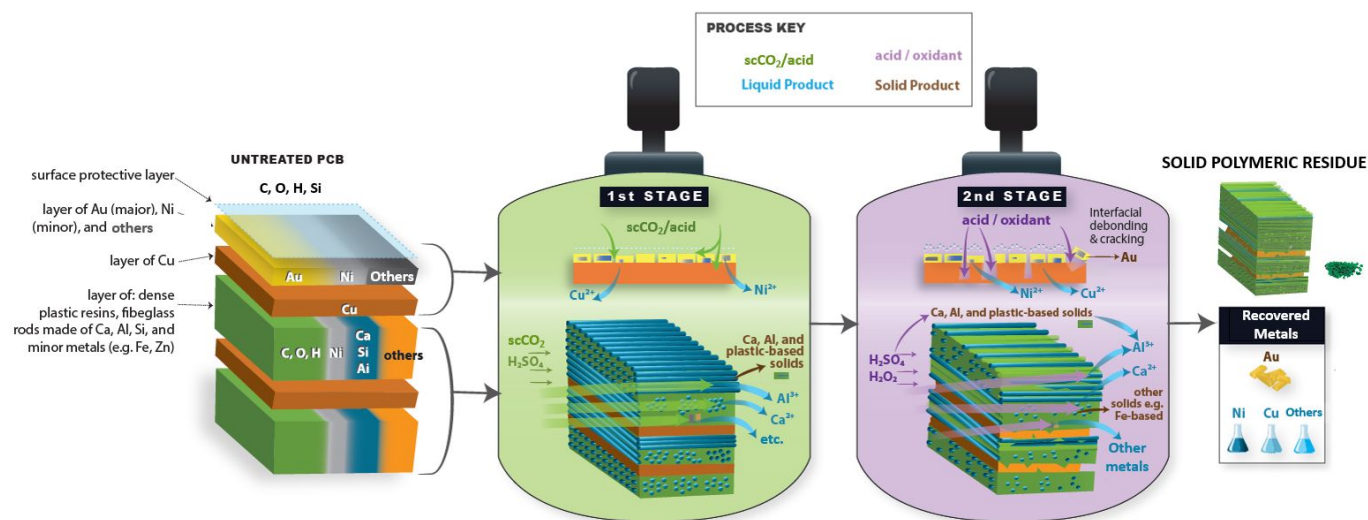 PROCESS KEY
scCO₂/acid
acid / oxidant
Liquid Product
Solid Product
UNTREATED PCB
C, O, H, Si
surface protective layer
layer of Au (major), Ni
(minor), and others
layer of Cu
layer of: dense
plastic resins, fibeglass
rods made of Ca, Al, Si, and
minor metals (e.g. Fe, Zn)
Au
Ni
Others
Cu
C, O, H
Ni
Ca
Si
Ai
others
1st STAGE
scCO₂/acid
Cu²⁺
Ni²⁺
scCO₂
H₂SO₄
Ca, Al, and
plastic-based
solids
Al³⁺
Ca²⁺
etc.
2nd STAGE
acid / oxidant
Interfacial
debonding
& cracking
Au
Ni²⁺
Cu²⁺
Ca, Al, and plastic-based solids
H₂SO₄
H₂O₂
Al³⁺
Ca²⁺
other
solids e.g.
Fe-based
Other
metals
SOLID POLYMERIC RESIDUE
Recovered
Metals
Au
Ni
Cu
Others